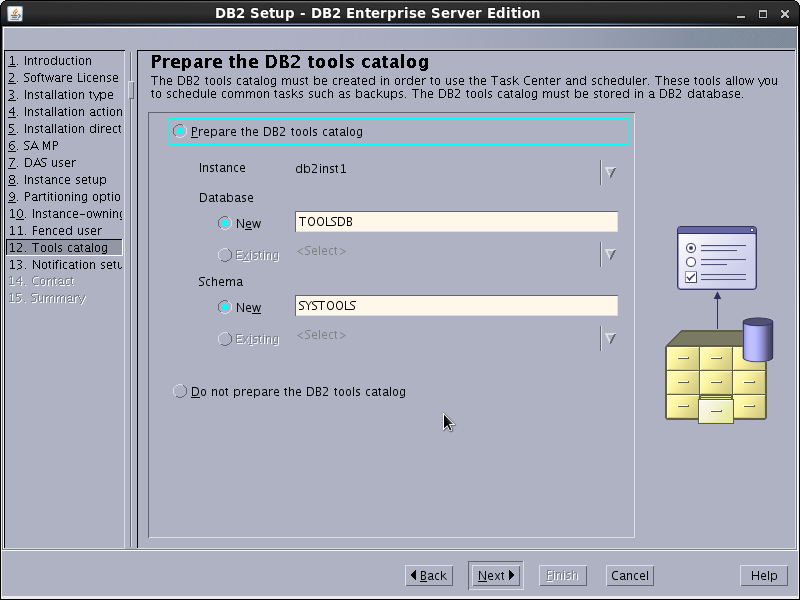 DB2 Setup - DB2 Enterprise Server Edition
1. Introduction
2. Software License
3. Installation type
4. Installation action
5. Installation direct
6. SA MP
7. DAS user
8. Instance setup
9. Partitioning optio
10. Instance-owning
11. Fenced user
12. Tools catalog
13. Notification setu
14. Contact
15. Summary
Prepare the DB2 tools catalog
The DB2 tools catalog must be created in order to use the Task Center and scheduler. These tools allow you
to schedule common tasks such as backups. The DB2 tools catalog must be stored in a DB2 database.
Prepare the DB2 tools catalog
Instance db2inst1
Database
New TOOLSDB
Existing <Select>
Schema
New SYSTOOLS
Existing <Select>
Do not prepare the DB2 tools catalog
Back Next Finish Cancel Help